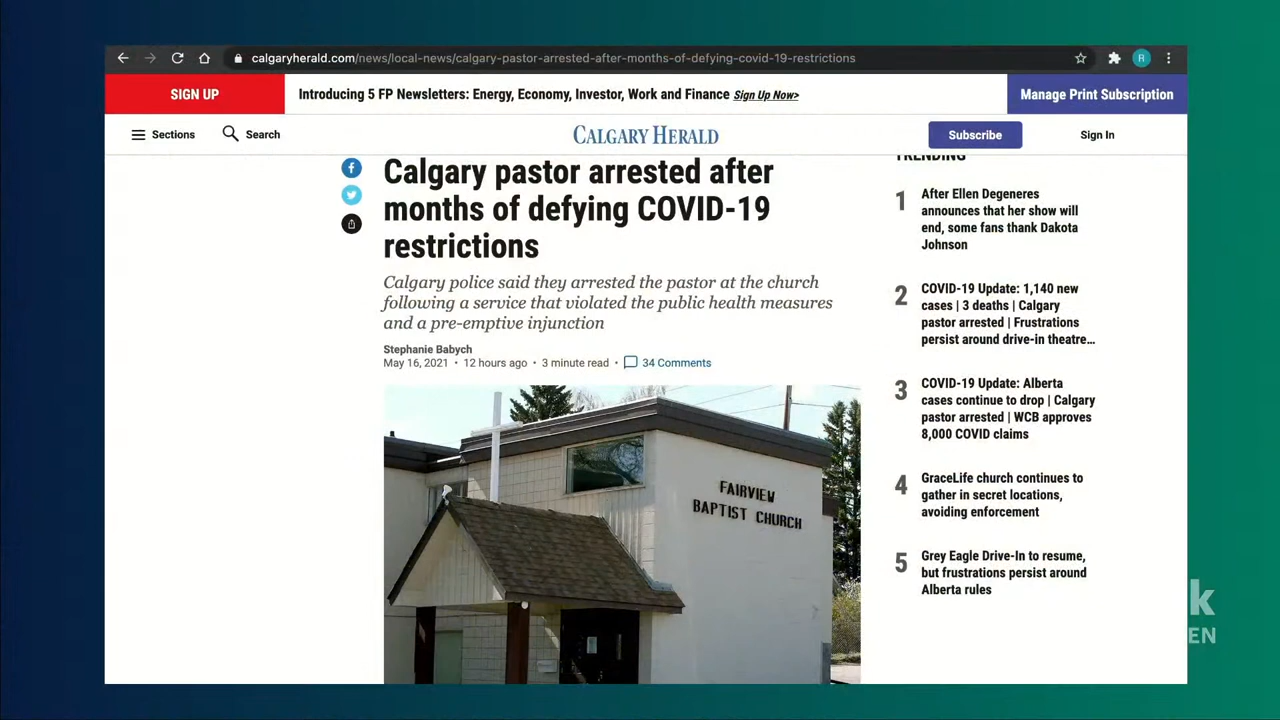 calgaryherald.com/news/local-news/calgary-pastor-arrested-after-months-of-defying-covid-19-restrictions
R
SIGN UP
Introducing 5 FP Newsletters: Energy, Economy, Investor, Work and Finance Sign Up Now>
Manage Print Subscription
Sections
Search
CALGARY HERALD
Subscribe
Sign In
Calgary pastor arrested after
months of defying COVID-19
restrictions
Calgary police said they arrested the pastor at the church
following a service that violated the public health measures
and a pre-emptive injunction
Stephanie Babych
May 16, 2021 • 12 hours ago • 3 minute read • 34 Comments
FAIRVIEW
BAPTIST CHURCH
TRENDING
1
After Ellen Degeneres
announces that her show will
end, some fans thank Dakota
Johnson
2
COVID-19 Update: 1,140 new
cases | 3 deaths | Calgary
pastor arrested | Frustrations
persist around drive-in theatre...
3
COVID-19 Update: Alberta
cases continue to drop | Calgary
pastor arrested | WCB approves
8,000 COVID claims
4
GraceLife church continues to
gather in secret locations,
avoiding enforcement
5
Grey Eagle Drive-In to resume,
but frustrations persist around
Alberta rules
k
EN